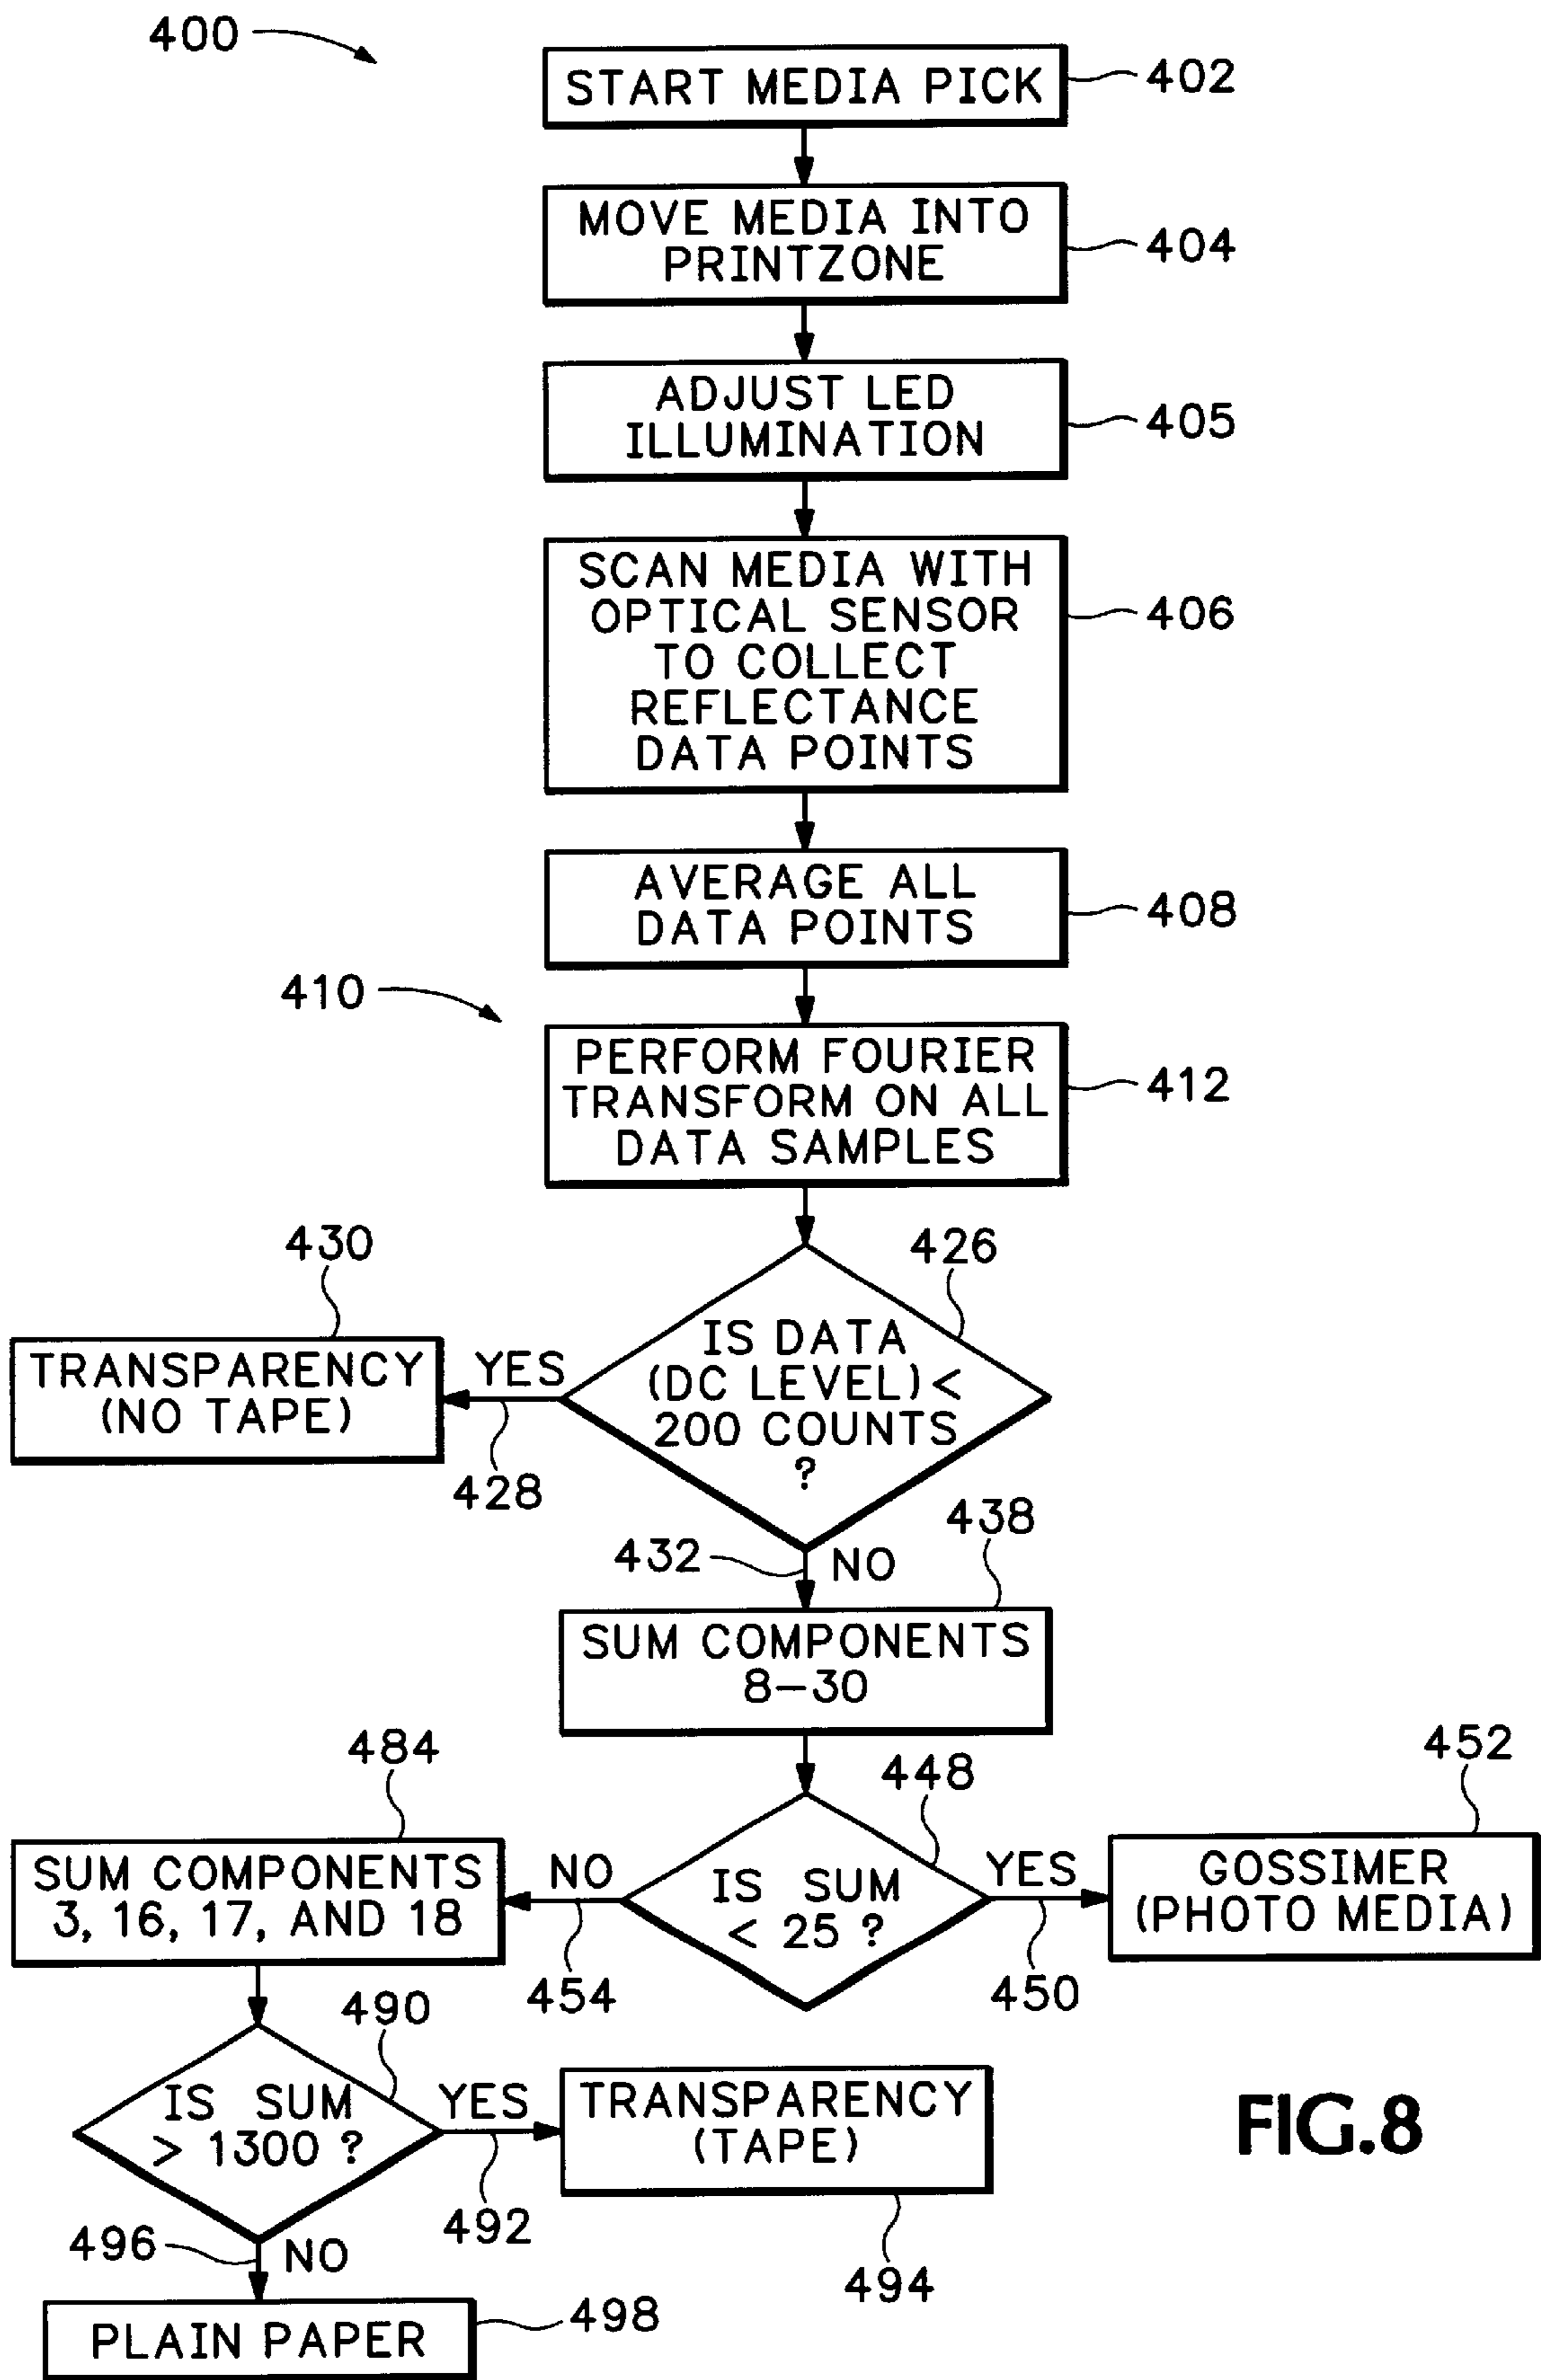 400
START MEDIA PICK
402
MOVE MEDIA INTO
PRINTZONE
404
ADJUST LED
ILLUMINATION
405
SCAN MEDIA WITH
OPTICAL SENSOR
TO COLLECT
REFLECTANCE
DATA POINTS
406
AVERAGE ALL
DATA POINTS
408
410
PERFORM FOURIER
TRANSFORM ON ALL
DATA SAMPLES
412
430
426
TRANSPARENCY
(NO TAPE)
YES
428
IS DATA
(DC LEVEL) <
200 COUNTS
?
432
NO
438
SUM COMPONENTS
8-30
484
448
452
SUM COMPONENTS
3, 16, 17, AND 18
NO
454
IS SUM
< 25 ?
YES
450
GOSSIMER
(PHOTO MEDIA)
490
IS SUM
> 1300 ?
YES
492
TRANSPARENCY
(TAPE)
494
496
NO
PLAIN PAPER
498
FIG.8